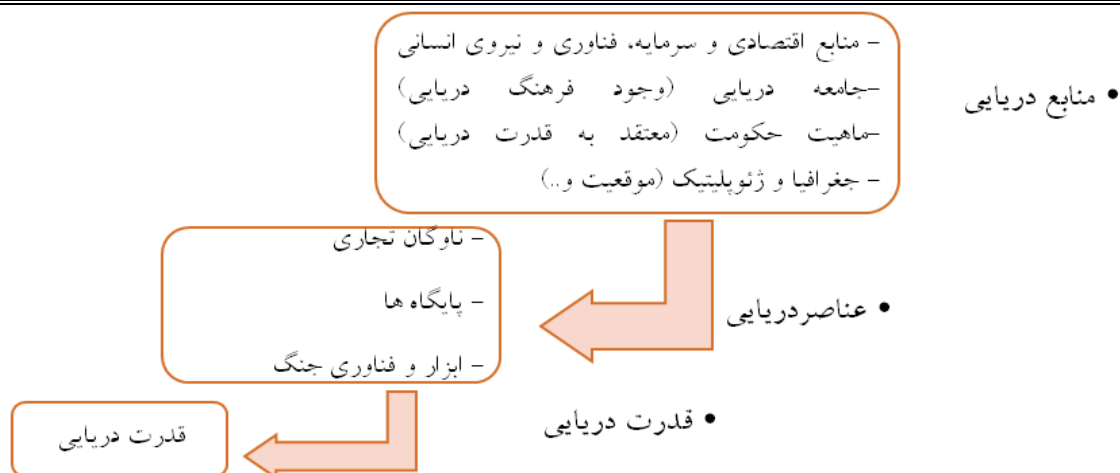 - منابع اقتصادی و سرمایه، فناوری و نیروی انسانی
-جامعه دریایی (وجود فرهنگ دریایی)
-ماهیت حکومت (معتقد به قدرت دریایی)
- جغرافیا و ژئوپلیتیک (موقعیت و..)
• منابع دریایی
- ناوگان تجاری
- پایگاه ها
- ابزار و فناوری جنگ
• عناصردریایی
• قدرت دریایی
قدرت دریایی